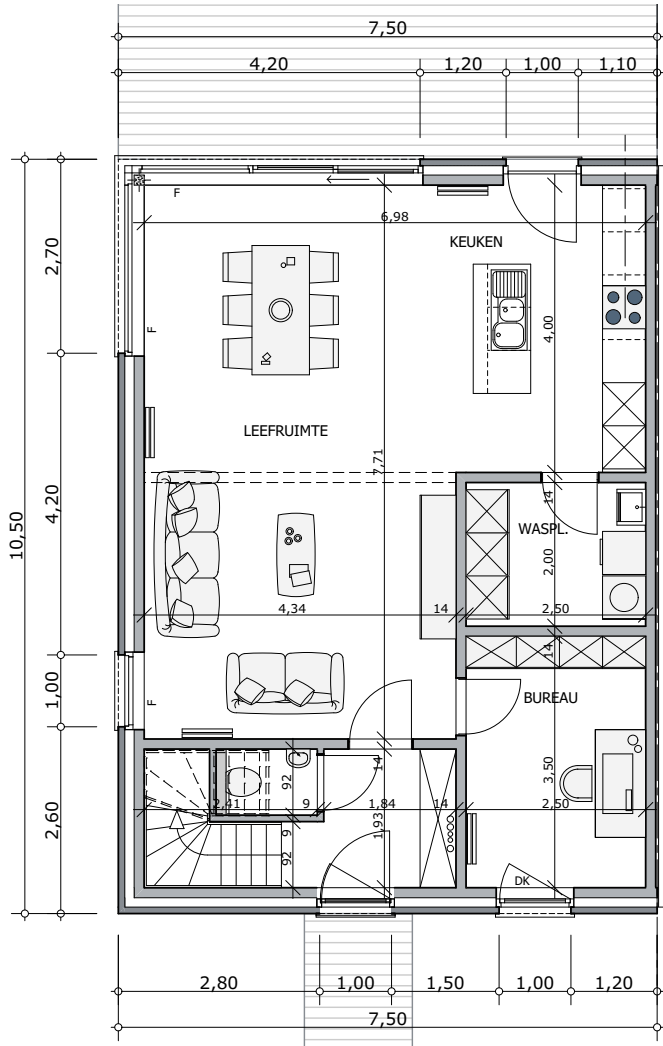 7,50
4,20 1,20 1,00 1,10
F
6,98
KEUKEN
2,70
F
4,00
LEEFRUIMTE
7,71
4,20
10,50
14
WASPL.
2,00
4,34 14 2,50
14
1,00
F
BUREAU
14
92
3,50
2,41 9 1,84 14 2,50
2,60
1,93
9
92
DK
2,80 1,00 1,50 1,00 1,20
7,50